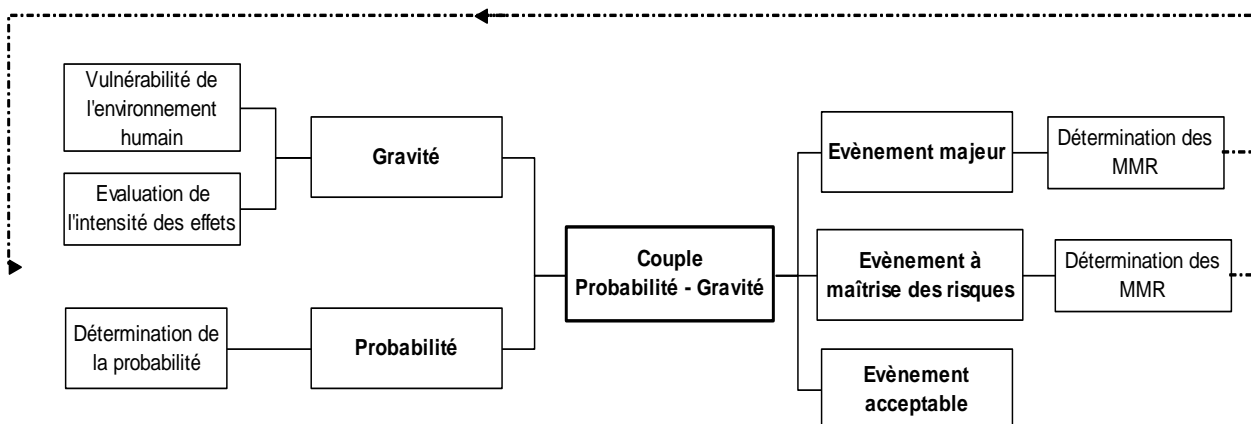 Vulnérabilité de
l'environnement
humain
Evaluation de
l'intensité des effets
Gravité
Détermination de
la probabilité
Probabilité
Couple
Probabilité - Gravité
Evènement majeur
Détermination des
MMR
Evènement à
maîtrise des risques
Détermination des
MMR
Evènement
acceptable